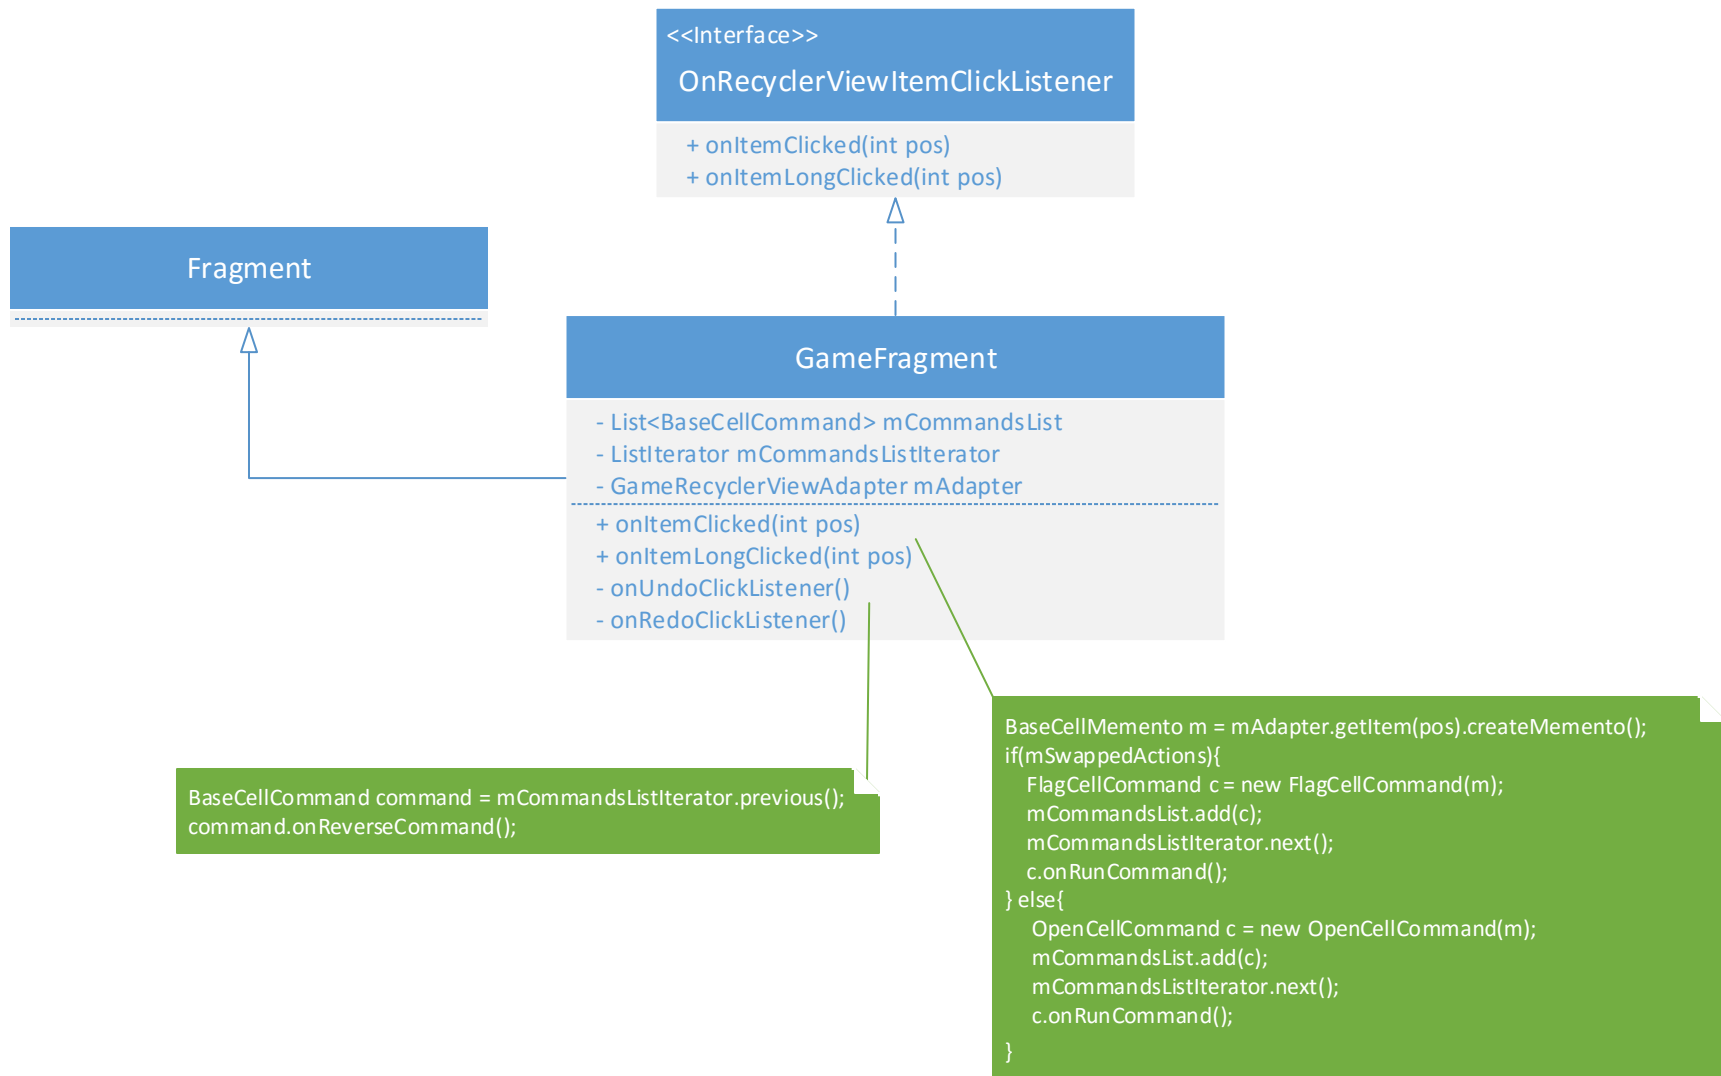 <<Interface>>
OnRecyclerViewItemClickListener
+ onItemClicked(int pos)
+ onItemLongClicked(int pos)
Fragment
GameFragment
- List<BaseCellCommand> mCommandsList
- ListIterator mCommandsListIterator
- GameRecyclerViewAdapter mAdapter
+ onItemClicked(int pos)
+ onItemLongClicked(int pos)
- onUndoClickListener()
- onRedoClickListener()
BaseCellCommand command = mCommandsListIterator.previous();
command.onReverseCommand();
BaseCellMemento m = mAdapter.getItem(pos).createMemento();
if(mSwappedActions){
FlagCellCommand c = new FlagCellCommand(m);
mCommandsList.add(c);
mCommandsListIterator.next();
c.onRunCommand();
} else{
OpenCellCommand c = new OpenCellCommand(m);
mCommandsList.add(c);
mCommandsListIterator.next();
c.onRunCommand();
}